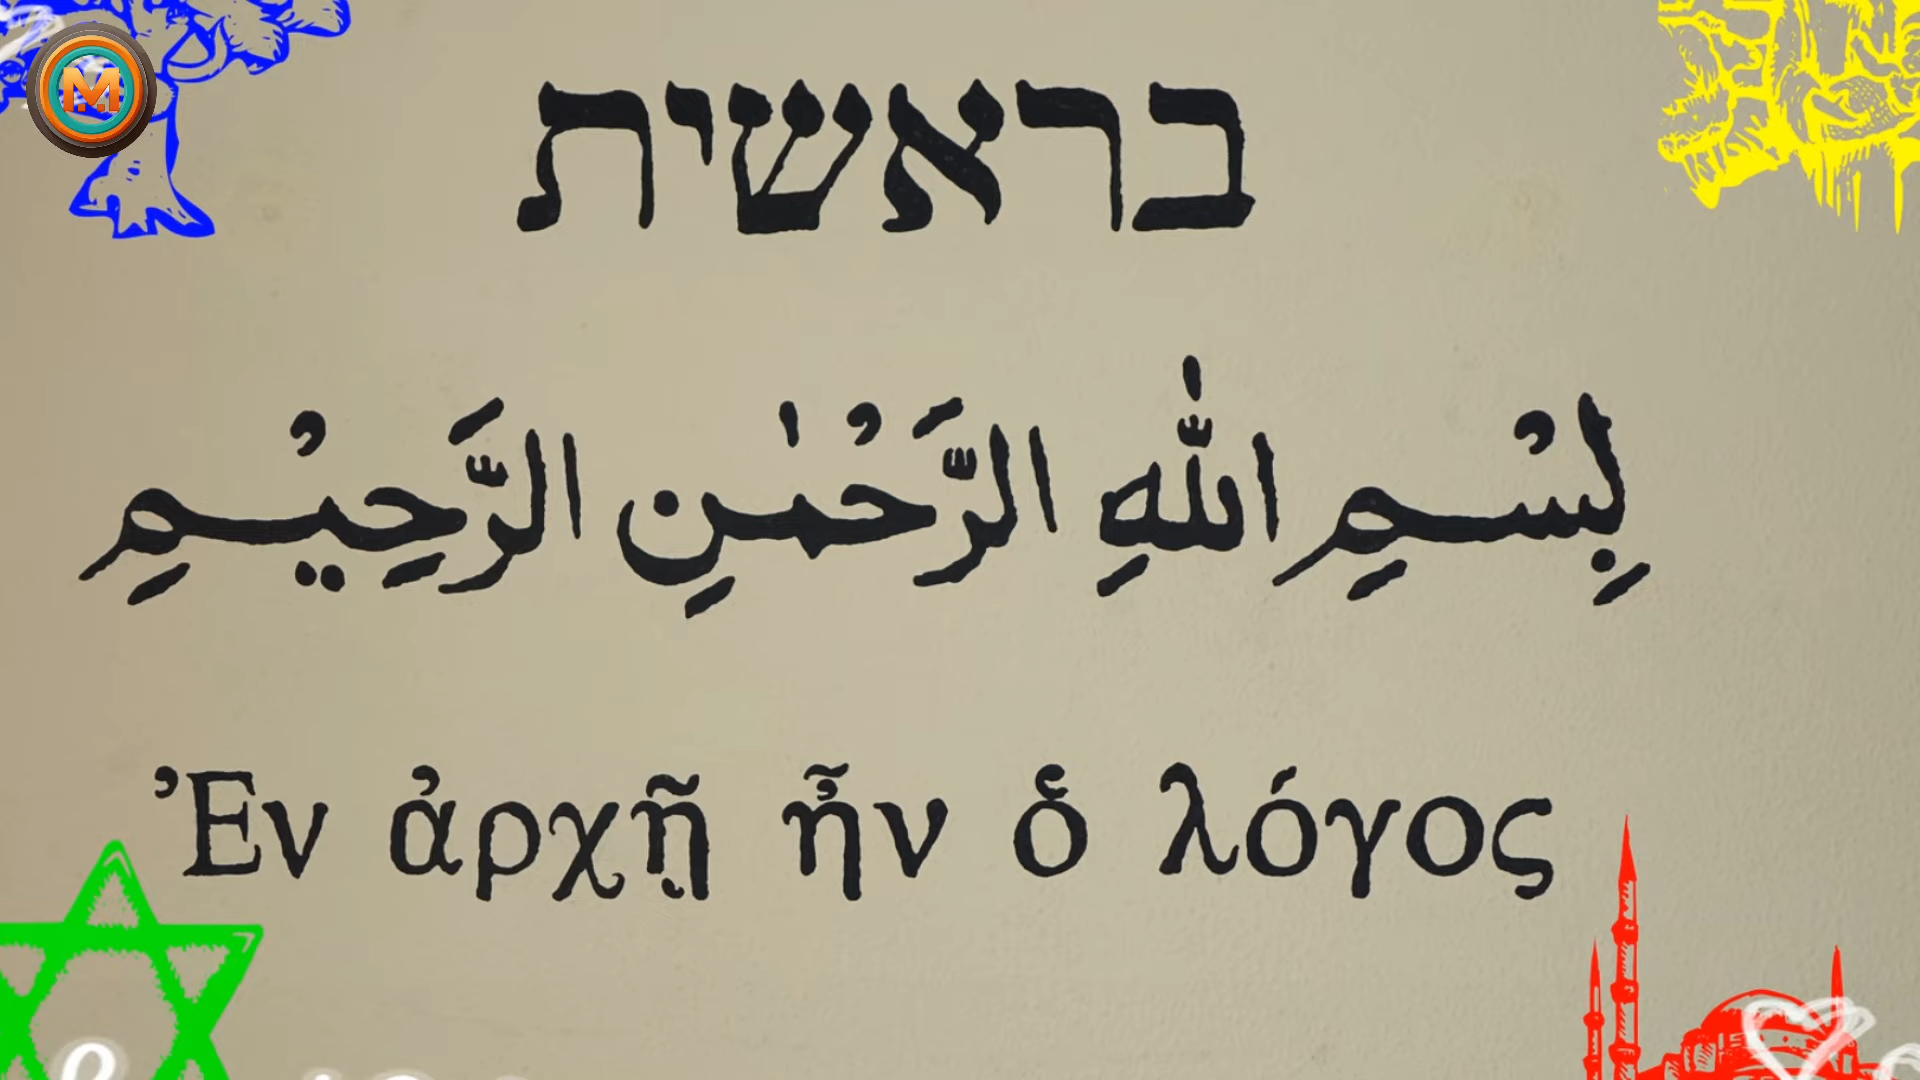 בראשית
بِسْمِ اللّٰهِ الرَّحْمٰنِ الرَّحِيْمِ
Ἐν ἀρχῇ ἦν ὁ λόγος
M